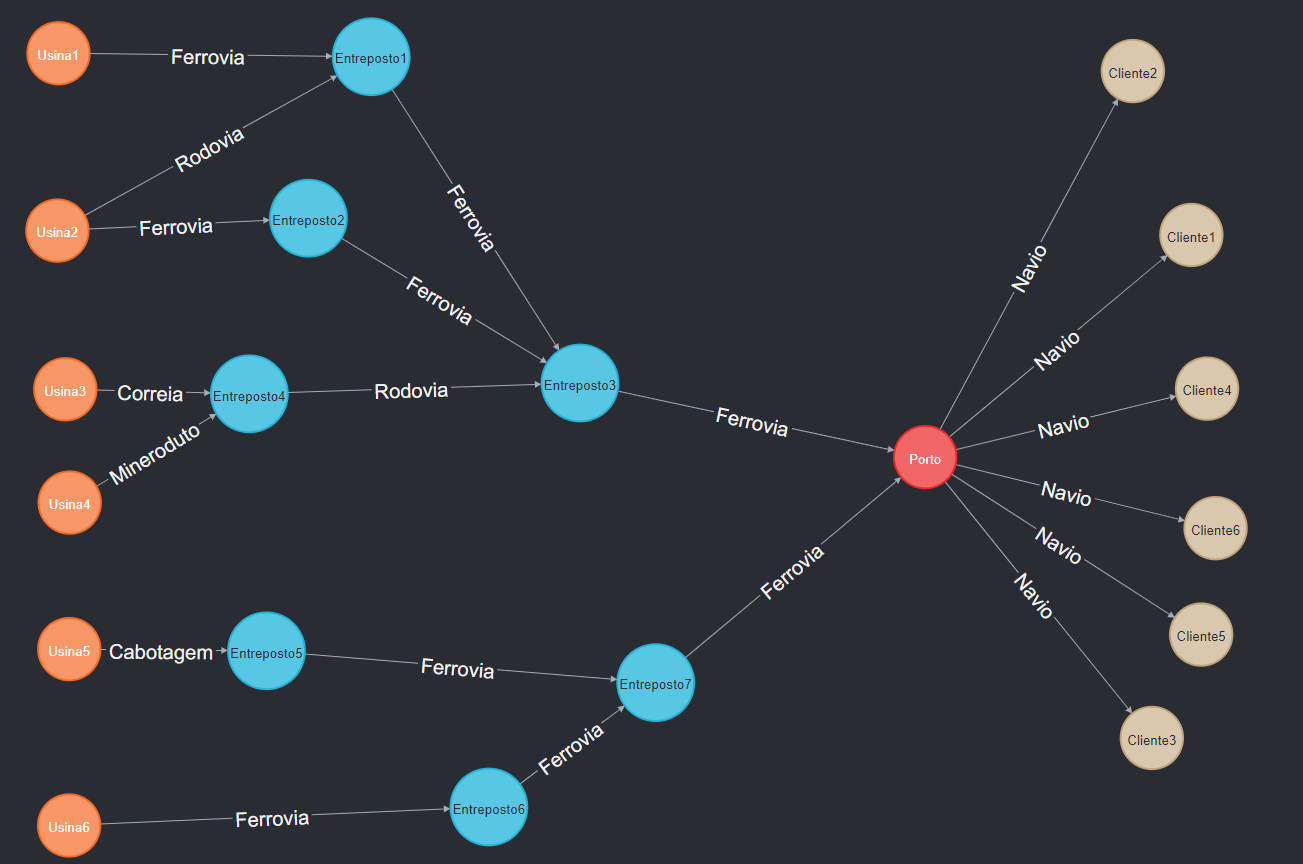 Usina1
Ferrovia
Entreposto1
Cliente2
Rodovia
Ferrovia
Usina2
Ferrovia
Entreposto2
Cliente1
Navio
Ferrovia
Navio
Usina3
Correia
Entreposto4
Rodovia
Entreposto3
Cliente4
Ferrovia
Navio
Mineroduto
Porto
Usina4
Navio
Cliente6
Navio
Ferrovia
Navio
Usina5
Cabotagem
Entreposto5
Ferrovia
Entreposto7
Cliente5
Ferrovia
Cliente3
Usina6
Ferrovia
Entreposto6